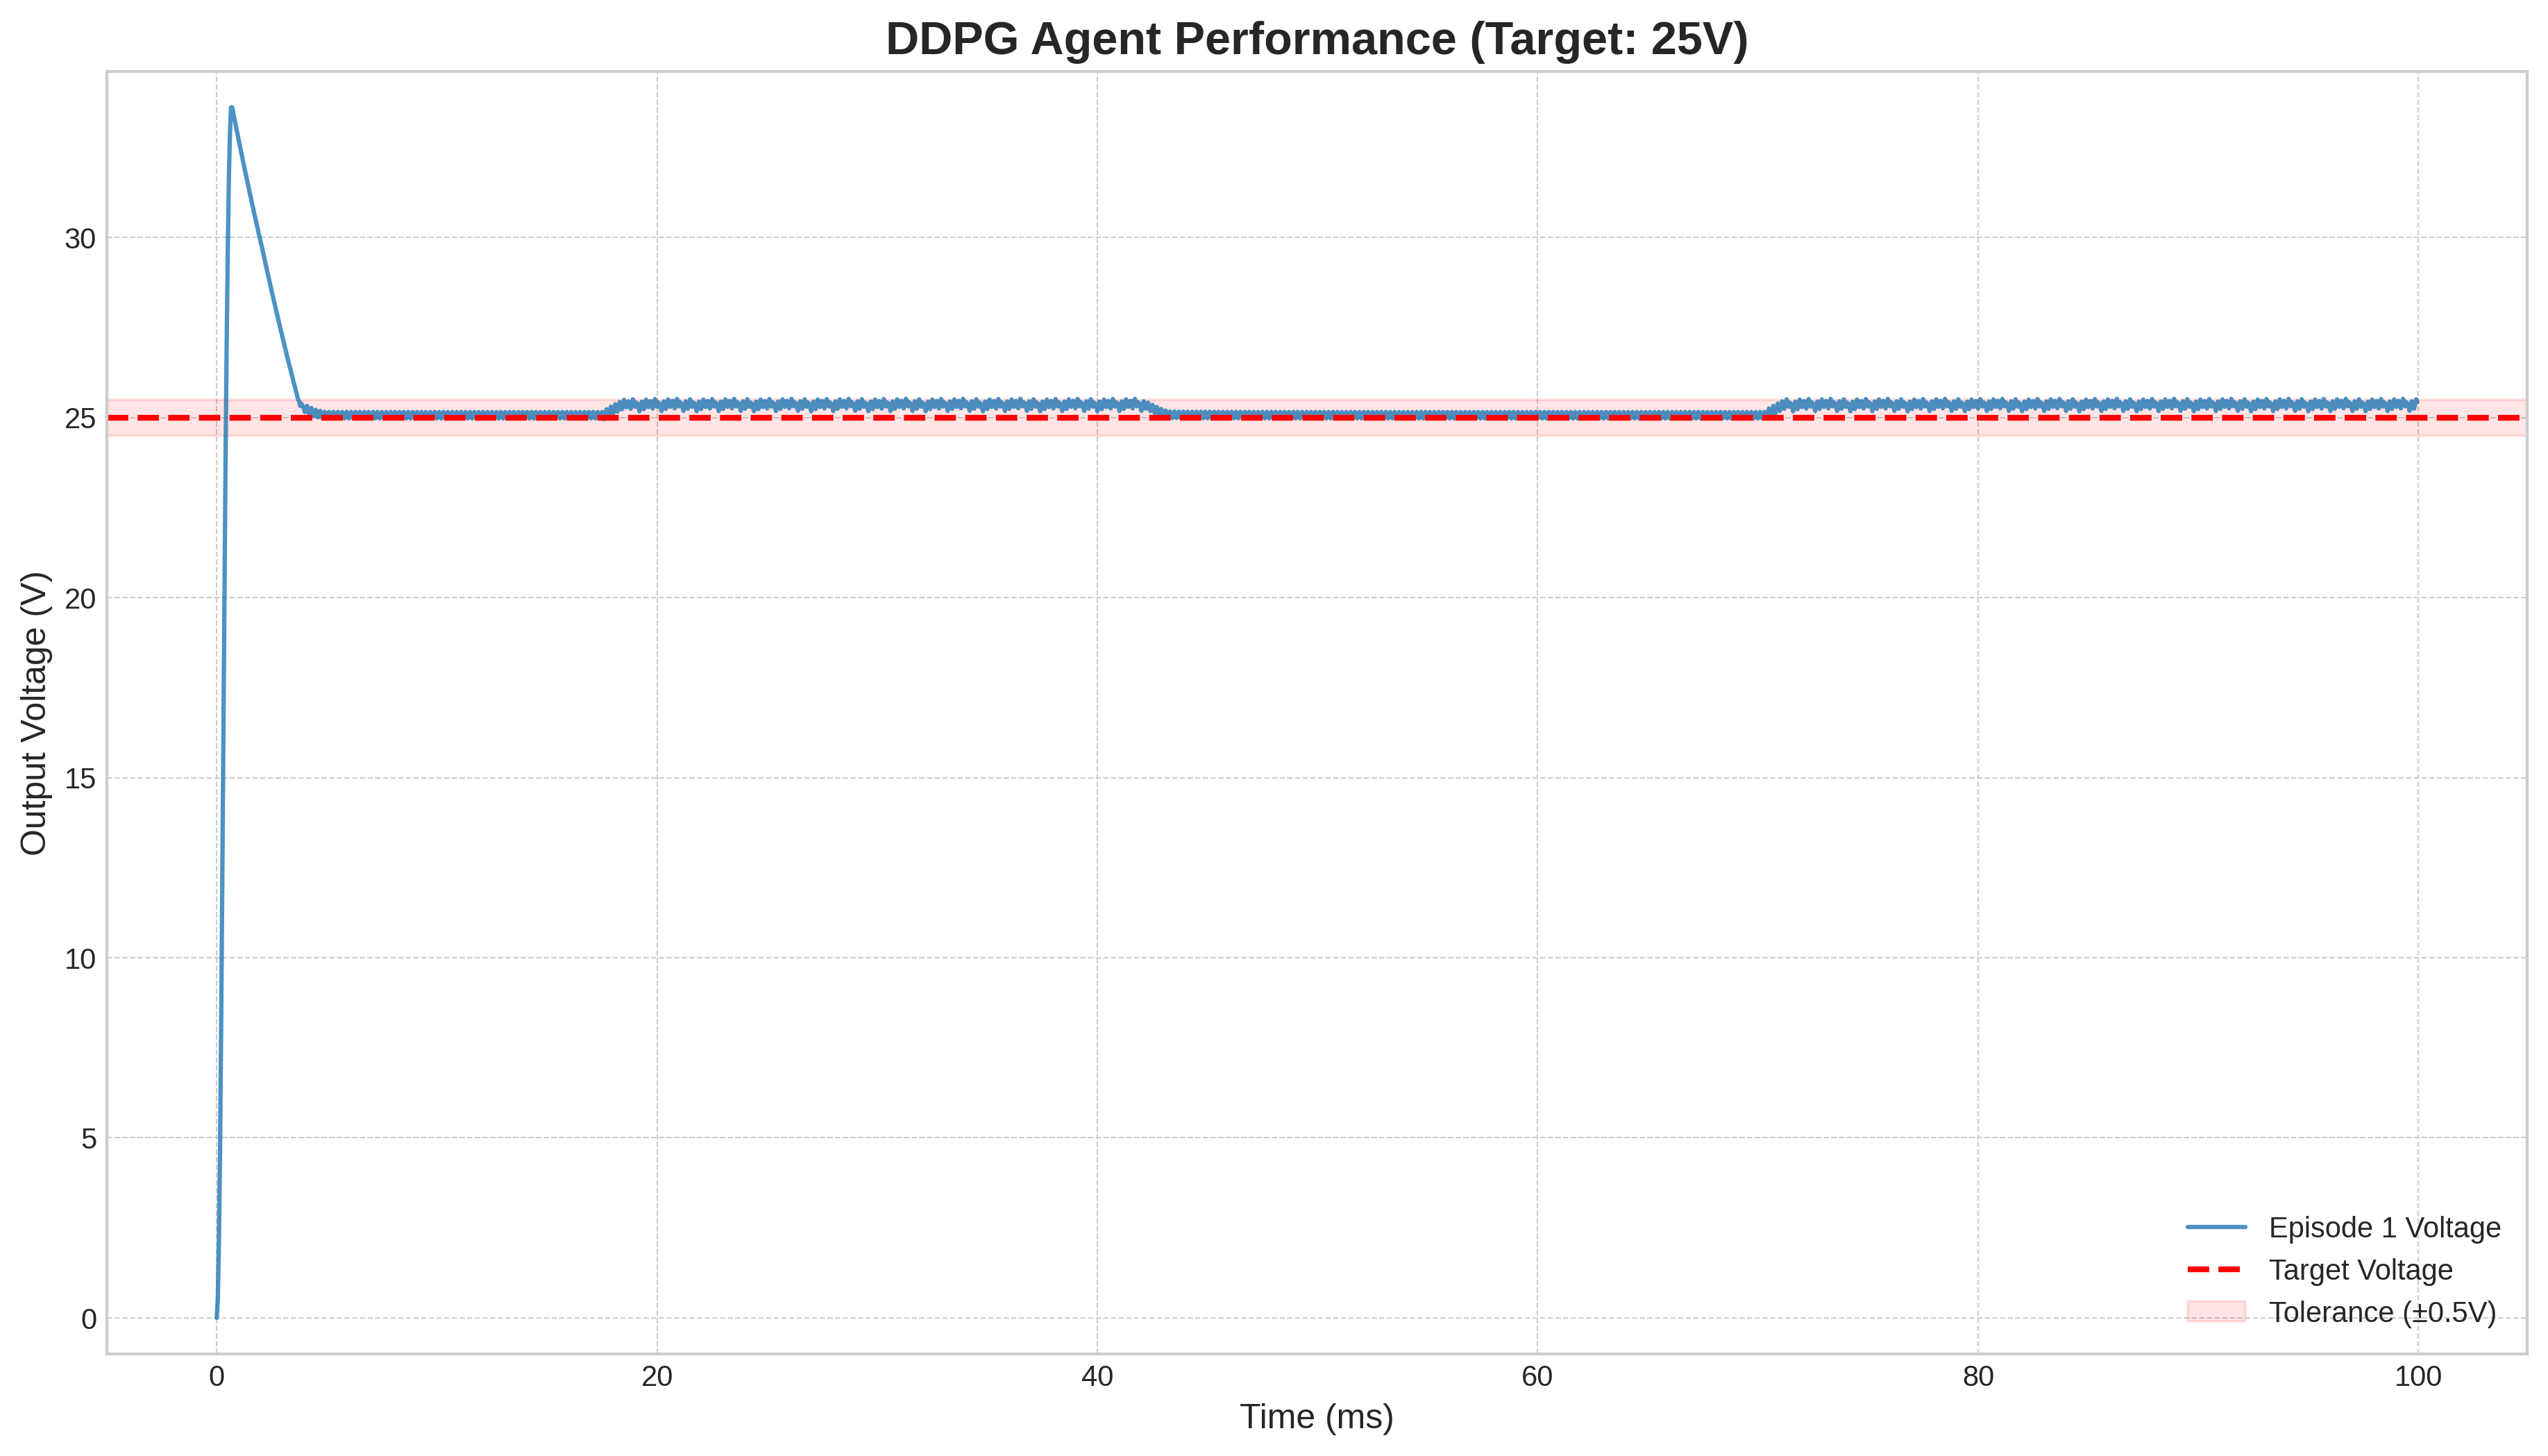 DDPG Agent Performance (Target: 25V)
Output Voltage (V)
30
25
20
15
10
5
0
0 20 40 60 80 100
Time (ms)
Episode 1 Voltage
Target Voltage
Tolerance (±0.5V)